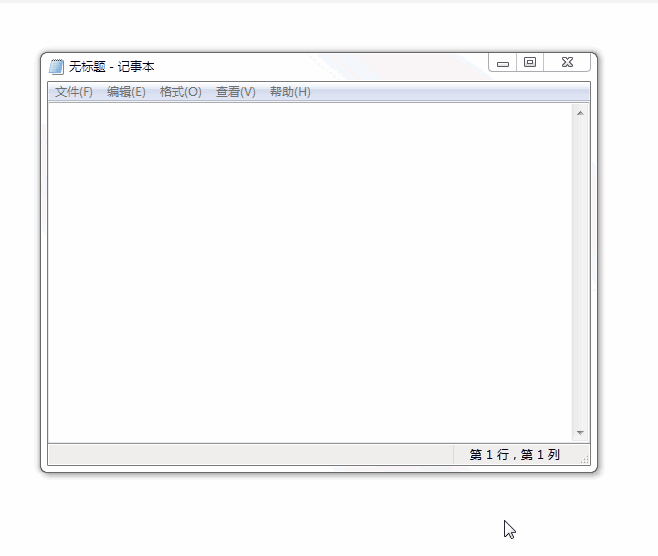 无标题 - 记事本
文件(F) 编辑(E) 格式(O) 查看(V) 帮助(H)
第 1 行，第 1 列